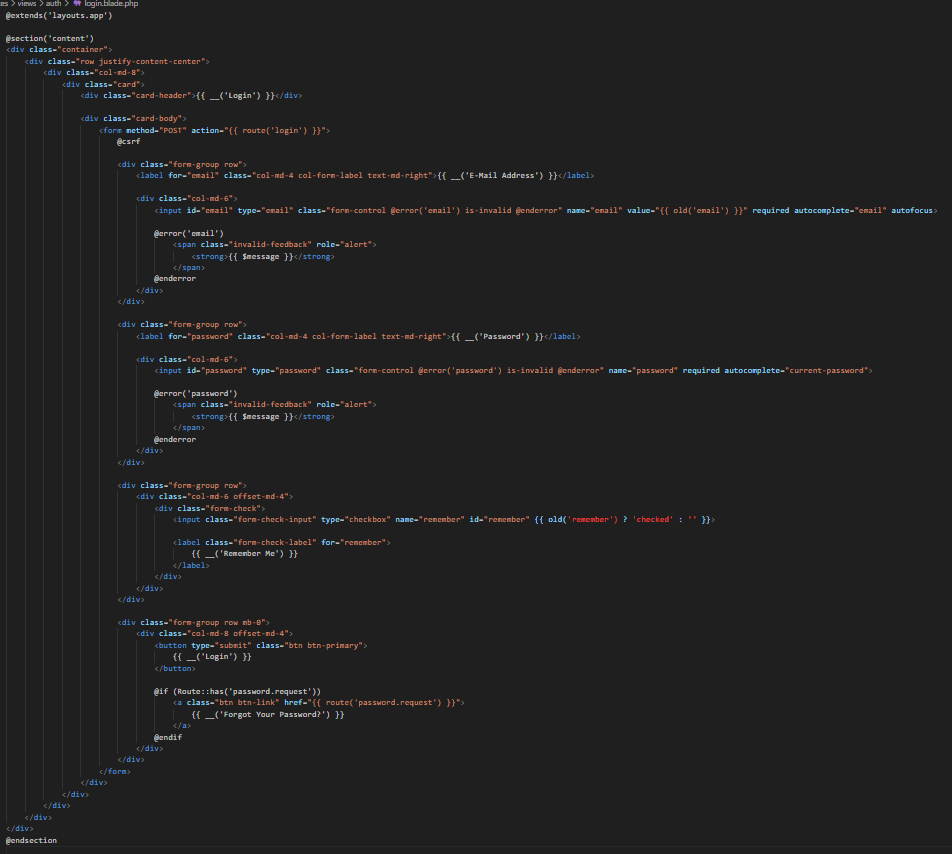 es > views > auth > login.blade.php
@extends('layouts.app')
@section('content')
<div class="container">
<div class="row justify-content-center">
<div class="col-md-8">
<div class="card">
<div class="card-header">{{ __('Login') }}</div>
<div class="card-body">
<form method="POST" action="{{ route('login') }}">
@csrf
<div class="form-group row">
<label for="email" class="col-md-4 col-form-label text-md-right">{{ __('E-Mail Address') }}</label>
<div class="col-md-6">
<input id="email" type="email" class="form-control @error('email') is-invalid @enderror" name="email" value="{{ old('email') }}" required autocomplete="email" autofocus>
@error('email')
<span class="invalid-feedback" role="alert">
<strong>{{ $message }}</strong>
</span>
@enderror
</div>
</div>
<div class="form-group row">
<label for="password" class="col-md-4 col-form-label text-md-right">{{ __('Password') }}</label>
<div class="col-md-6">
<input id="password" type="password" class="form-control @error('password') is-invalid @enderror" name="password" required autocomplete="current-password">
@error('password')
<span class="invalid-feedback" role="alert">
<strong>{{ $message }}</strong>
</span>
@enderror
</div>
</div>
<div class="form-group row">
<div class="col-md-6 offset-md-4">
<div class="form-check">
<input class="form-check-input" type="checkbox" name="remember" id="remember" {{ old('remember') ? 'checked' : '' }}>
<label class="form-check-label" for="remember">
{{ __('Remember Me') }}
</label>
</div>
</div>
</div>
<div class="form-group row mb-0">
<div class="col-md-8 offset-md-4">
<button type="submit" class="btn btn-primary">
{{ __('Login') }}
</button>
@if (Route::has('password.request'))
<a class="btn btn-link" href="{{ route('password.request') }}">
{{ __('Forgot Your Password?') }}
</a>
@endif
</div>
</div>
</form>
</div>
</div>
</div>
</div>
</div>
@endsection